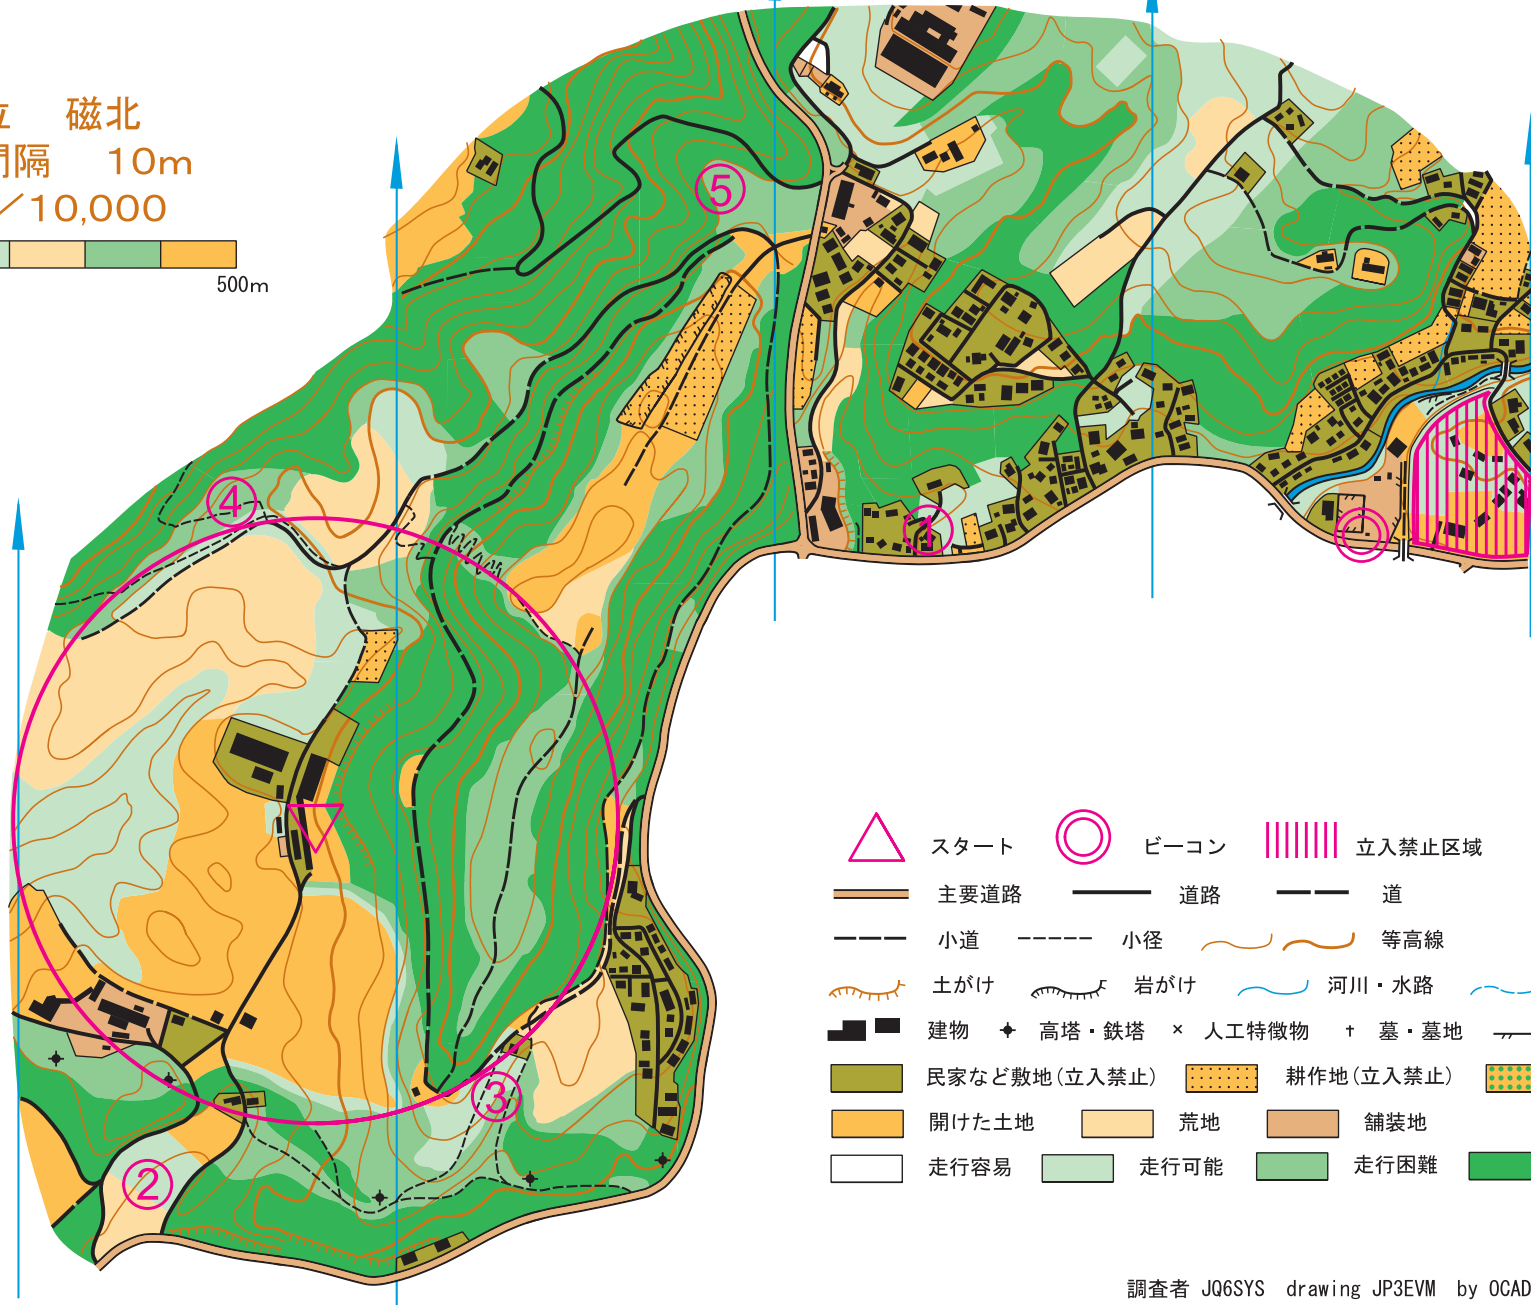 磁北
間隔 10m
／10,000
500m
⑤
④
①
③
②
スタート ビーコン 立入禁止区域
主要道路 道路 道
小道 小径 等高線
土がけ 岩がけ 河川・水路
建物 高塔・鉄塔 人工特徴物 墓・墓地
民家など敷地(立入禁止) 耕作地(立入禁止)
開けた土地 荒地 舗装地
走行容易 走行可能 走行困難
調査者 JQ6SYS drawing JP3EVM by OCAD